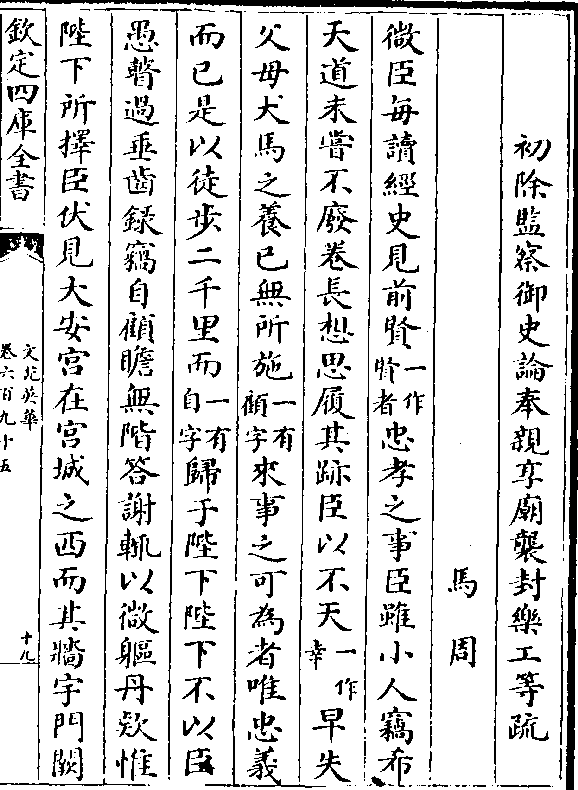 初除監察御史論奉親享廟襲封樂工等疏
馬周
微臣每讀經史見前賢一作賢者忠孝之事臣雖小人竊希
天道未嘗不廢卷長想思履其跡臣以不天一作幸早失
父母犬馬之養已無所施一有顧字來事之可為者唯忠義
而已是以徒步二千里而一有自字歸于陛下陛下不以臣
愚瞽過垂齒錄竊自顧瞻無階答謝輒以微軀丹欵惟
陛下所擇臣伏見大安宮在宮城之西而其牆宇門闕
欽定四庫全書
文苑英華
卷六百九十五
十九